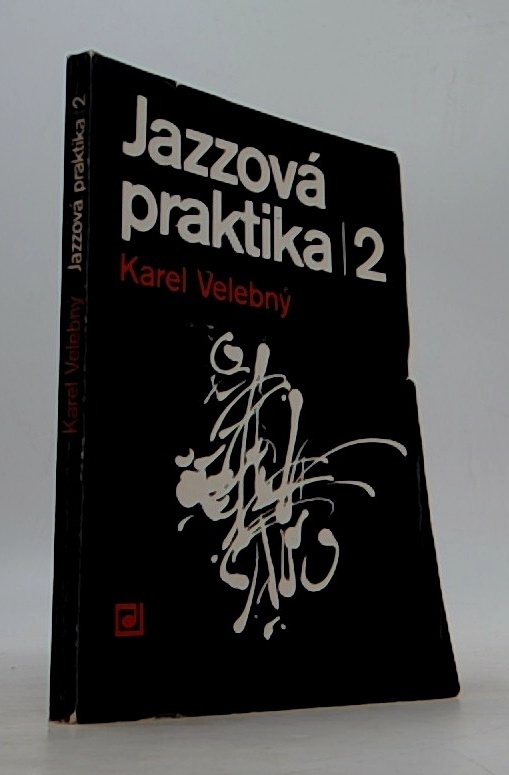 Jazzová
praktika|2
Karel Velebný
Karel Velebný Jazzová praktika|2